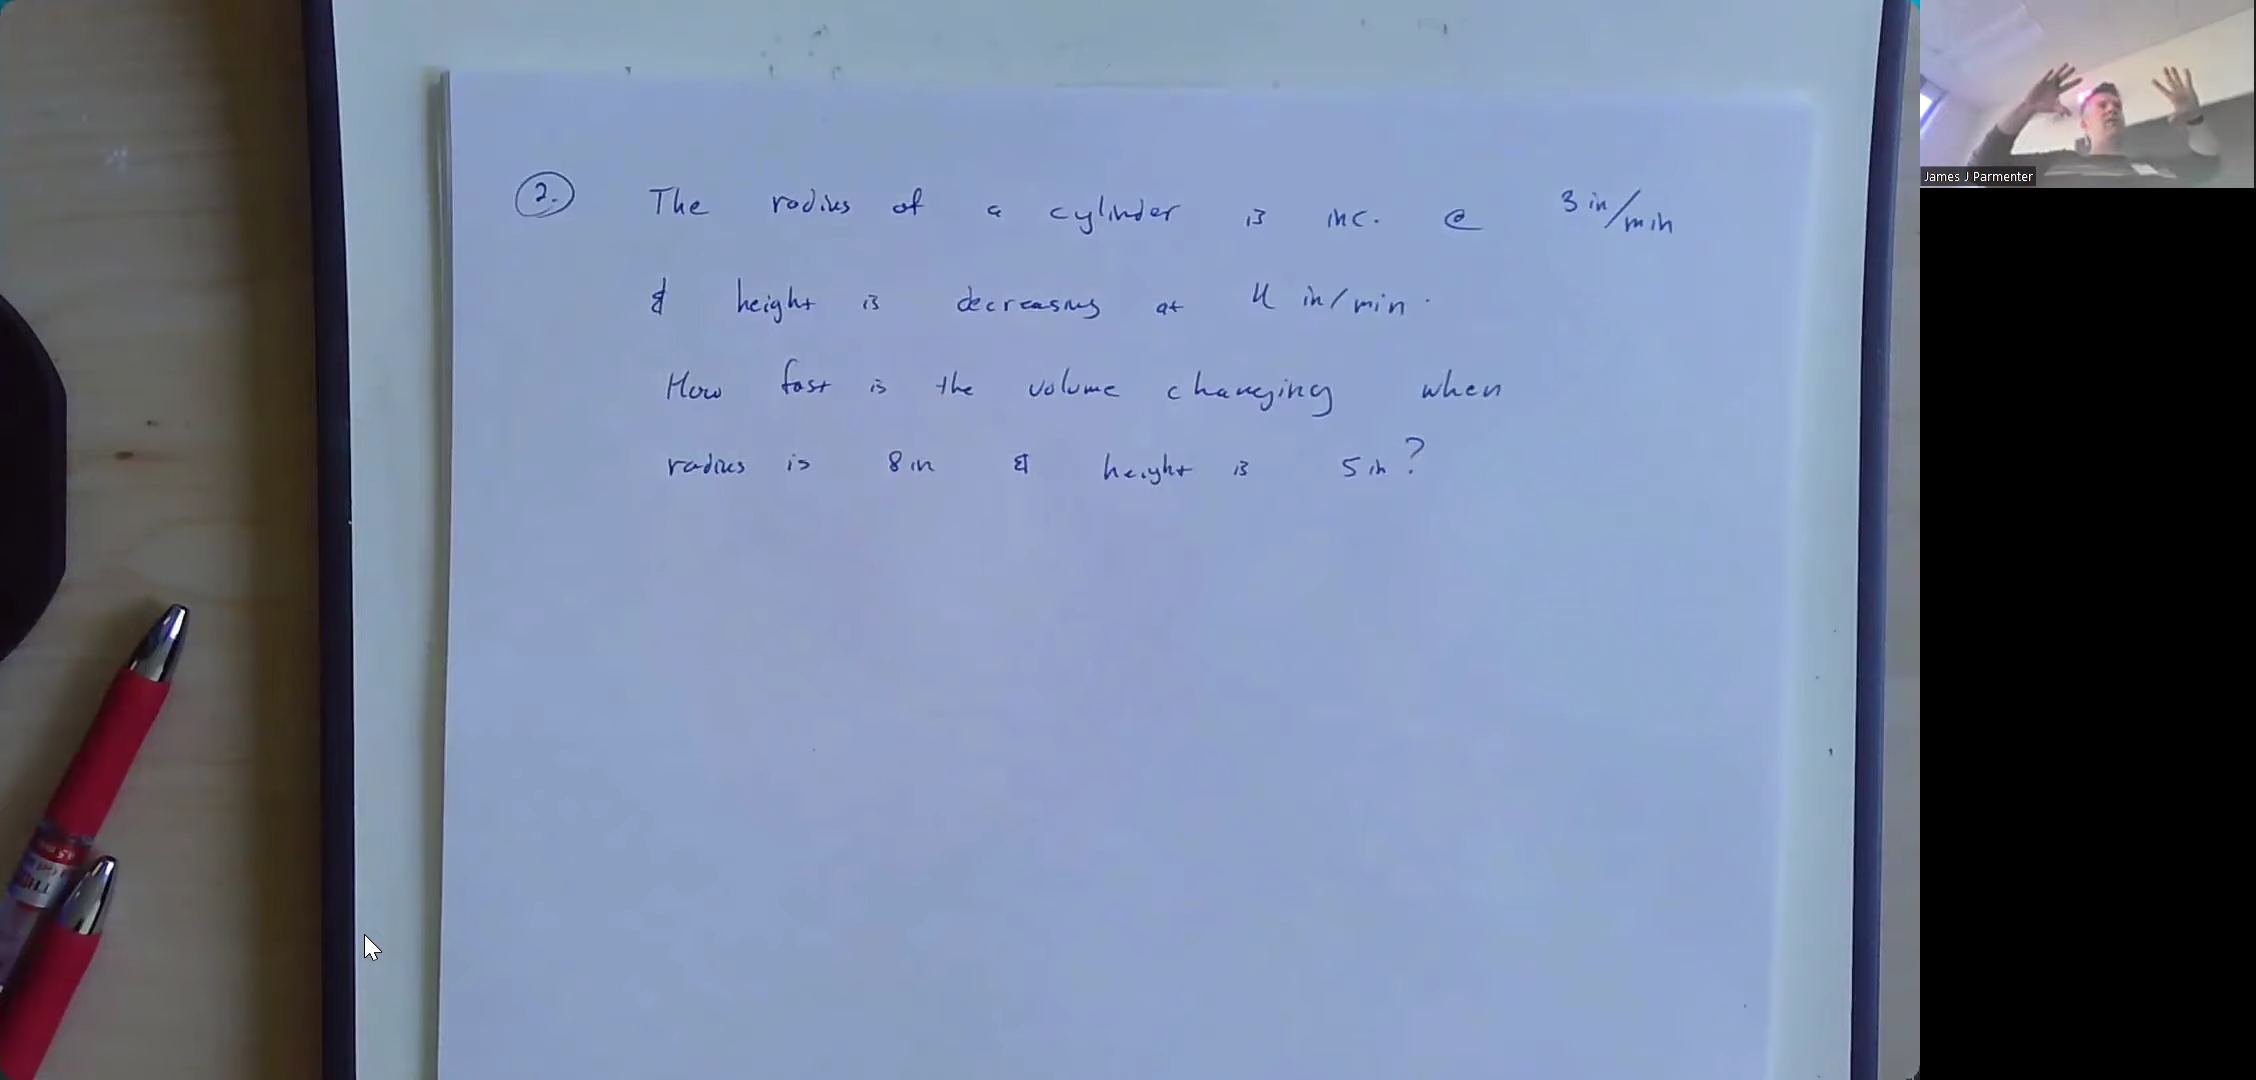 2. The radius of a cylinder is inc. @ 3 in/min
& height is decreasing at 4 in/min.
How fast is the volume changing when
radius is 8 in & height is 5 in?
James J Parmenter